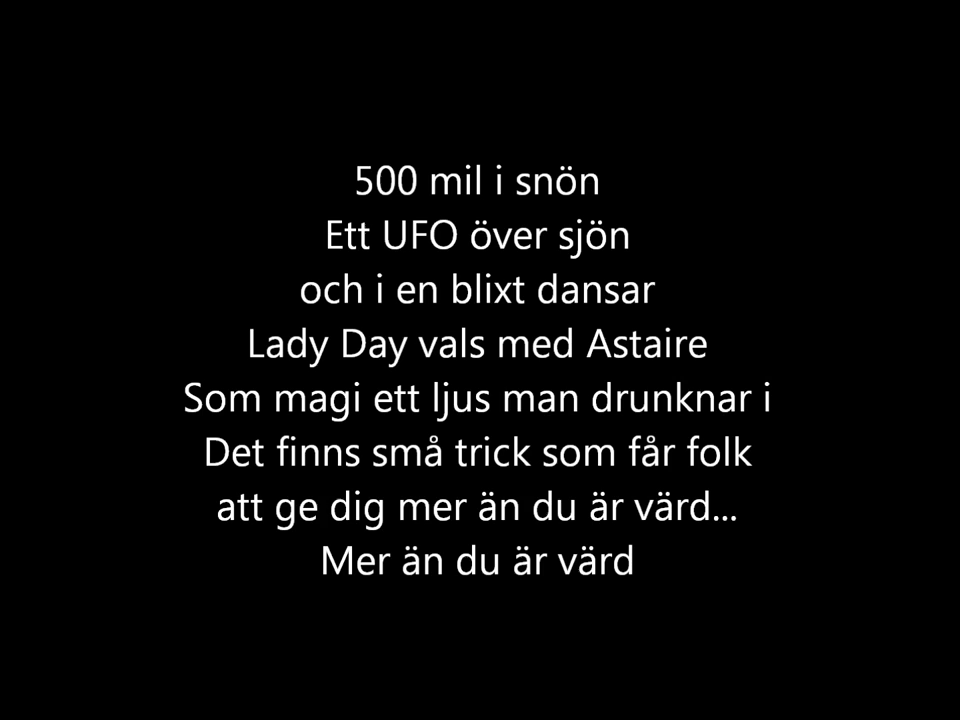 500 mil i snön
Ett UFO över sjön
och i en blixt dansar
Lady Day vals med Astaire
Som magi ett ljus man drunknar i
Det finns små trick som får folk
att ge dig mer än du är värd...
Mer än du är värd